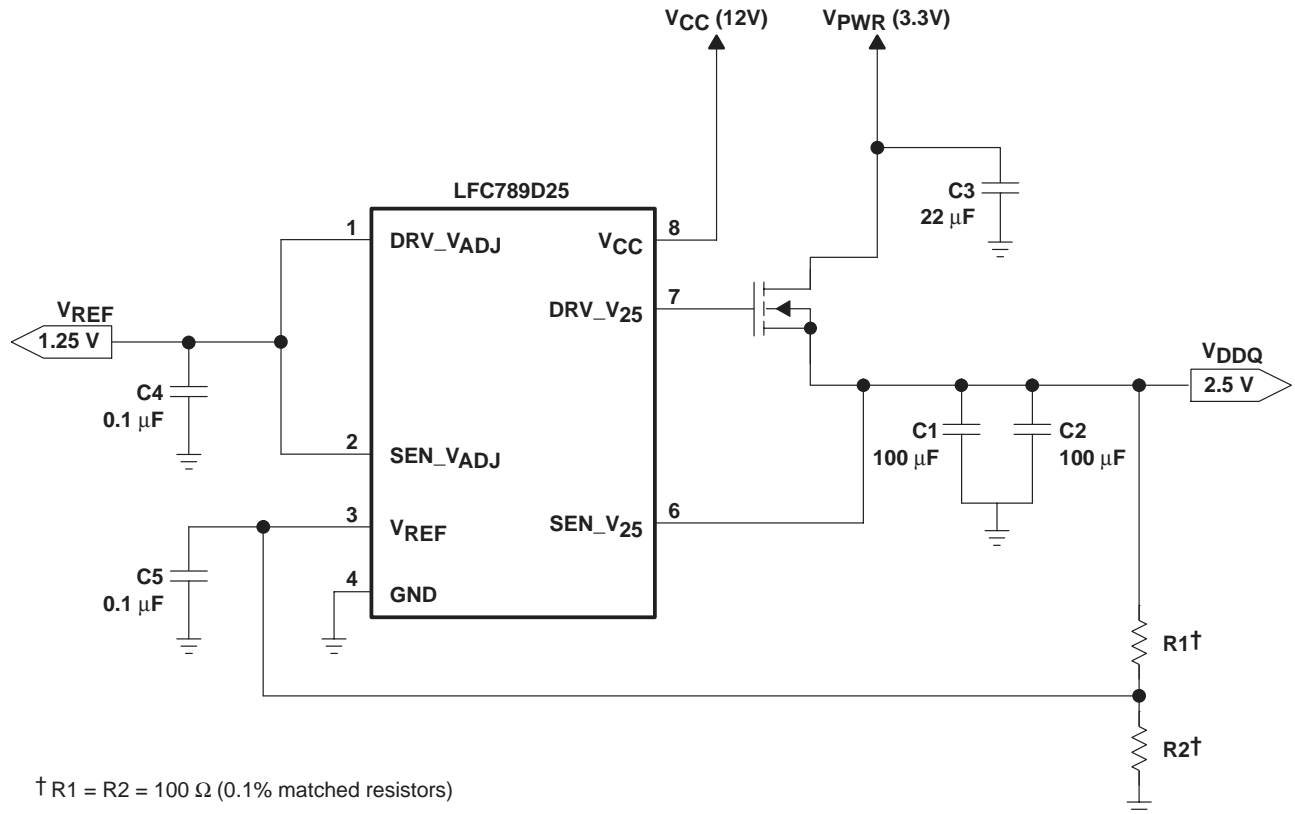 VCC (12V)
VPWR (3.3V)
C3
22 μF
LFC789D25
1
DRV_VADJ
VCC
8
DRV_V25
7
VREF
1.25 V
C4
0.1 μF
2
SEN_VADJ
VDDQ
2.5 V
C1
100 μF
C2
100 μF
3
VREF
SEN_V25
6
C5
0.1 μF
4
GND
R1†
R2†
† R1 = R2 = 100 Ω (0.1% matched resistors)